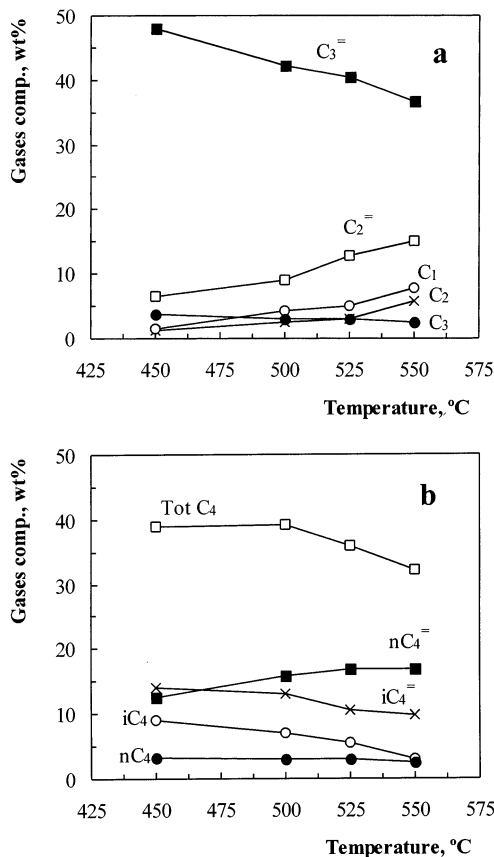 50
40
30
20
10
0
Gases comp., wt%
a
C3=
C2=
C1
C2
C3
425 450 475 500 525 550 575
Temperature, ºC
50
40
30
20
10
0
Gases comp., wt%
b
Tot C4
nC4=
iC4=
iC4
nC4
425 450 475 500 525 550 575
Temperature, ºC